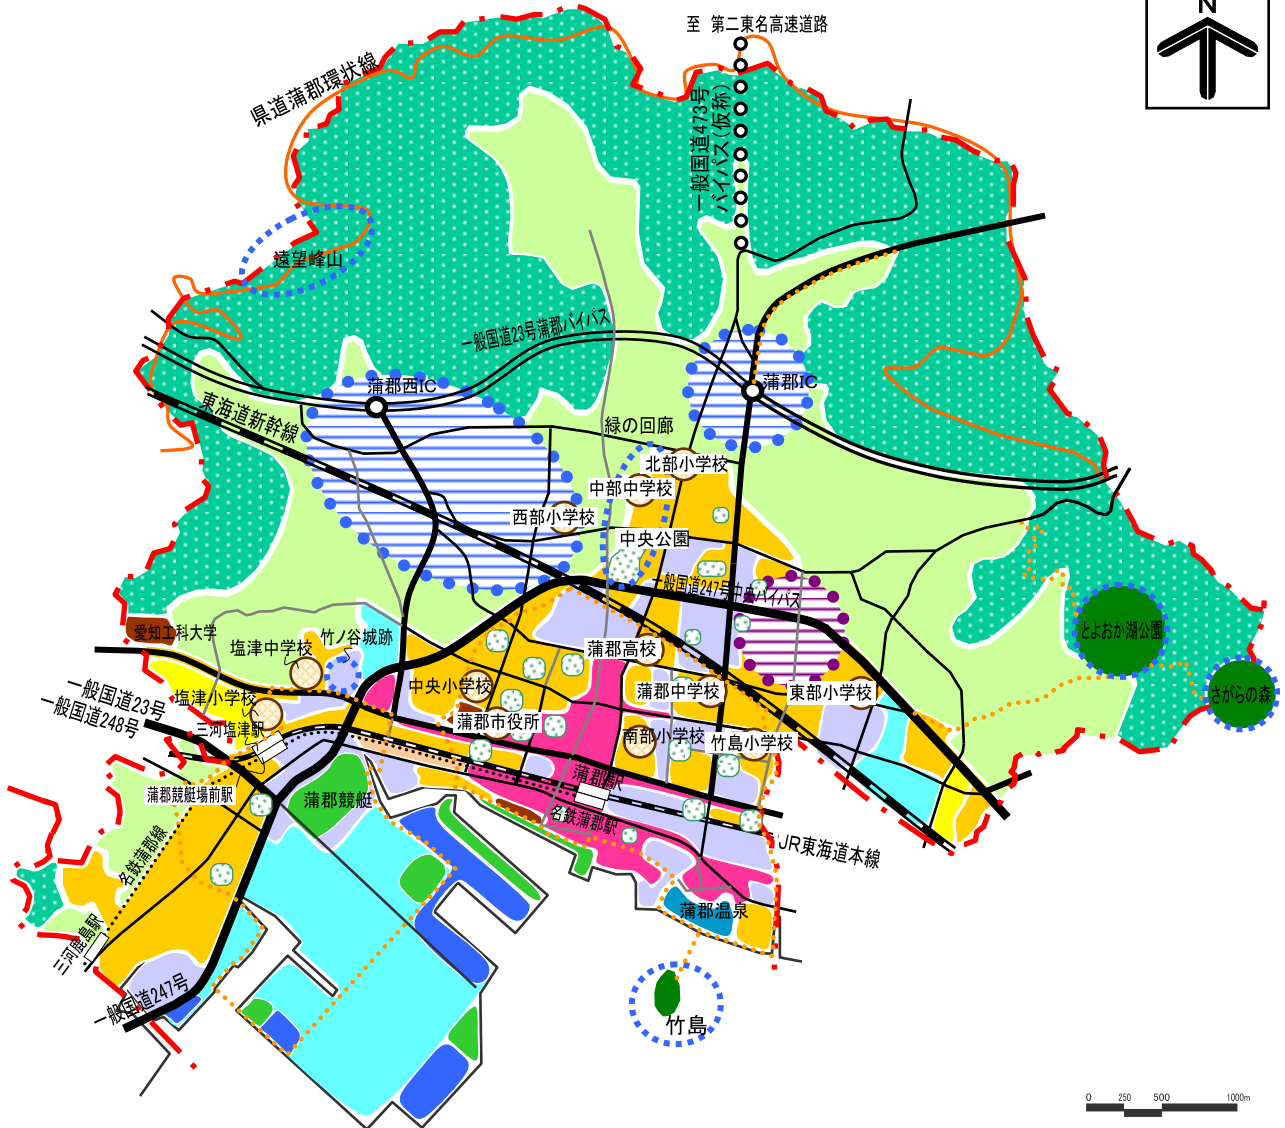 N
至 第二東名高速道路
県道蒲郡環状線
一般国道473号
バイパス(仮称)
遠望峰山
一般国道23号蒲郡バイパス
蒲郡西IC
蒲郡IC
東海道新幹線
緑の回廊
北部小学校
中部中学校
西部小学校
中央公園
一般国道247号中央バイパス
愛知工科大学
竹ノ谷城跡
塩津中学校
蒲郡高校
とよおか湖公園
中央小学校
蒲郡中学校
東部小学校
さがらの森
一般国道23号
一般国道248号
塩津小学校
三河塩津駅
蒲郡市役所
南部小学校
竹島小学校
蒲郡競艇場前駅
蒲郡競艇
蒲郡駅
名鉄蒲郡駅
JR東海道本線
名鉄蒲郡線
三河鹿島駅
蒲郡温泉
一般国道247号
竹島
0 250 500 1000m